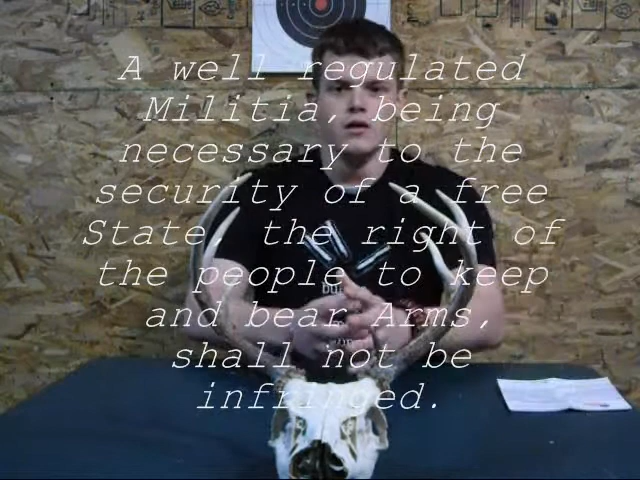 A well regulated
Militia, being
necessary to the
security of a free
State, the right of
the people to keep
and bear Arms,
shall not be
infringed.